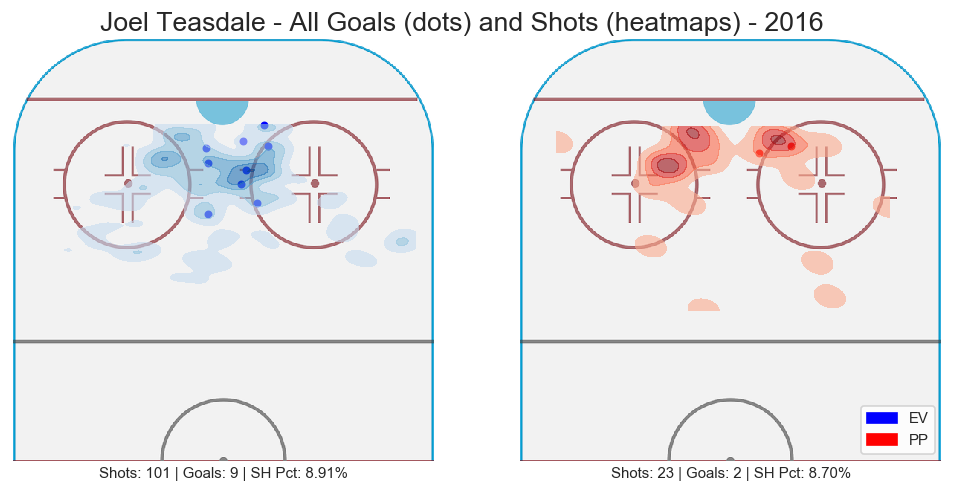 Joel Teasdale - All Goals (dots) and Shots (heatmaps) - 2016
EV
PP
Shots: 101 | Goals: 9 | SH Pct: 8.91%
Shots: 23 | Goals: 2 | SH Pct: 8.70%